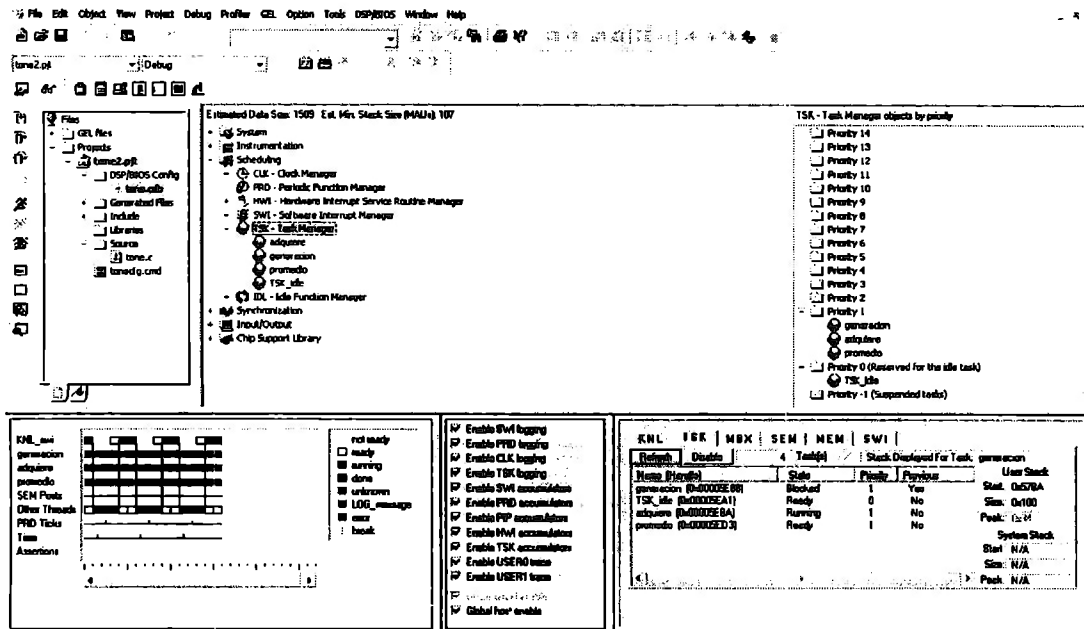 File Edit Object View Project Debug Profiler GEL Option Tools DSP/BIOS Window Help
tone2.pjt Debug
Files
GEL files
Projects
tone2.pjt
DSP/BIOS Config
tone.cdb
Generated Files
Include
Libraries
Source
tone.c
tonecfg.cmd
Estimated Data Size: 1509 Est. Min. Stack Size (MAUs): 107
System
Instrumentation
Scheduling
CLK - Clock Manager
PRD - Periodic Function Manager
HWI - Hardware Interrupt Service Routine Manager
SWI - Software Interrupt Manager
TSK - Task Manager
adquiere
generacion
promedio
TSK_idle
IDL - Idle Function Manager
Synchronization
Input/Output
Chip Support Library
TSK - Task Manager objects by priority
Priority 14
Priority 13
Priority 12
Priority 11
Priority 10
Priority 9
Priority 8
Priority 7
Priority 6
Priority 5
Priority 4
Priority 3
Priority 2
Priority 1
generacion
adquiere
promedio
Priority 0 (Reserved for the idle task)
TSK_idle
Priority -1 (Suspended tasks)
KNL_swi
generacion
adquiere
promedio
SEM Posts
Other Threads
PRD Ticks
Time
Assertions
not ready
ready
running
done
unknown
LOG_message
error
break
Enable SWI logging
Enable PRD logging
Enable CLK logging
Enable TSK logging
Enable SWI accumulators
Enable PRD accumulators
Enable PIP accumulators
Enable HWI accumulators
Enable TSK accumulators
Enable USER0 trace
Enable USER1 trace
Global host enable
KNL TSK MBX SEM MEM SWI
Refresh Disable 4 Task(s) Stack Displayed For Task: generacion
Name (Handle) State Priority Previous User Stack
generacion (0x00005EB8) Blocked 1 Yes Start: 0x578A
TSK_idle (0x00005EA1) Ready 0 No Size: 0x100
adquiere (0x00005EBA) Running 1 No Peak:
promedio (0x00005ED3) Ready 1 No System Stack
Start N/A
Size: N/A
Peak: N/A